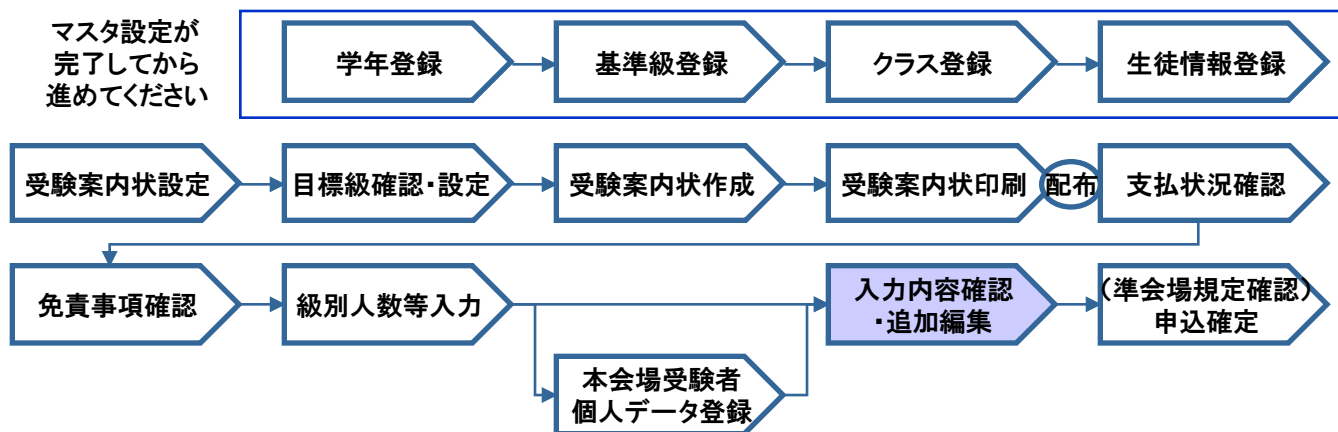 マスタ設定が
完了してから
進めてください
学年登録
基準級登録
クラス登録
生徒情報登録
受験案内状設定
目標級確認・設定
受験案内状作成
受験案内状印刷
配布
支払状況確認
免責事項確認
級別人数等入力
入力内容確認
・追加編集
（準会場規定確認）
申込確定
本会場受験者
個人データ登録